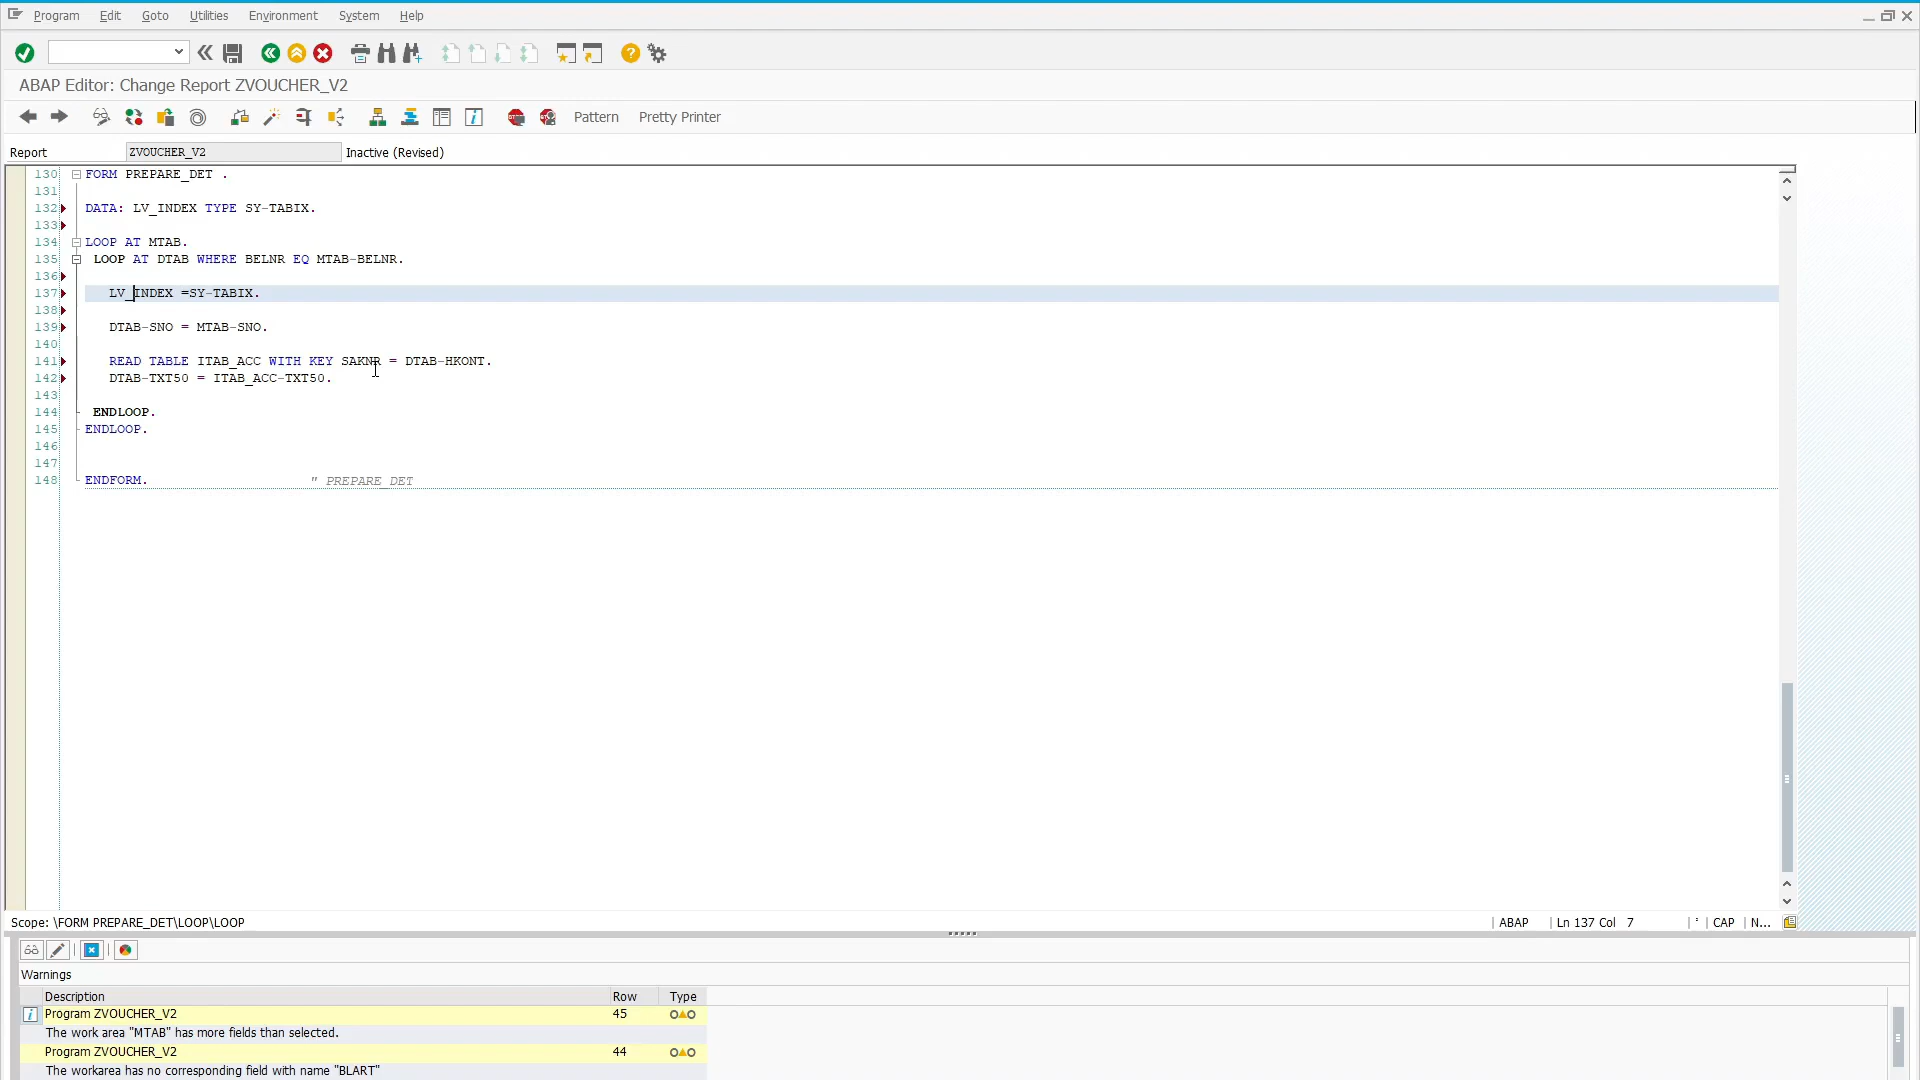 Program Edit Goto Utilities Environment System Help
ABAP Editor: Change Report ZVOUCHER_V2
Pattern Pretty Printer
Report ZVOUCHER_V2 Inactive (Revised)
130 FORM PREPARE_DET .
131
132 DATA: LV_INDEX TYPE SY-TABIX.
133
134 LOOP AT MTAB.
135 LOOP AT DTAB WHERE BELNR EQ MTAB-BELNR.
136
137 LV_INDEX =SY-TABIX.
138
139 DTAB-SNO = MTAB-SNO.
140
141 READ TABLE ITAB_ACC WITH KEY SAKNR = DTAB-HKONT.
142 DTAB-TXT50 = ITAB_ACC-TXT50.
143
144 ENDLOOP.
145 ENDLOOP.
146
147
148 ENDFORM. " PREPARE_DET
Scope: \FORM PREPARE_DET\LOOP\LOOP ABAP Ln 137 Col 7 CAP N...
Warnings
Description Row Type
Program ZVOUCHER_V2 45
The work area "MTAB" has more fields than selected.
Program ZVOUCHER_V2 44
The workarea has no corresponding field with name "BLART"